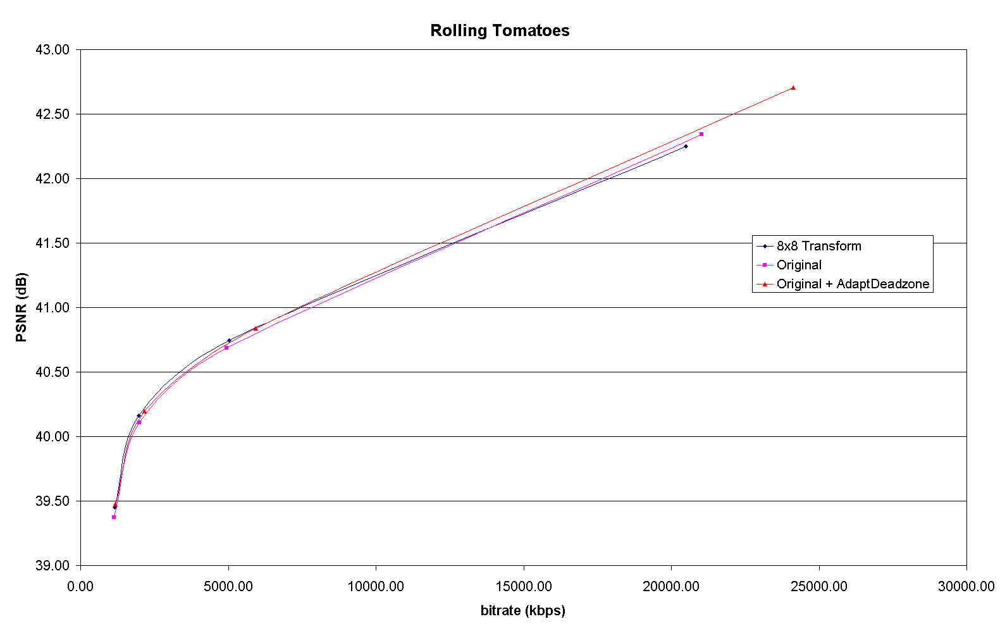 Rolling Tomatoes
43.00
42.50
42.00
41.50
41.00
40.50
40.00
39.50
39.00
PSNR (dB)
8x8 Transform
Original
Original + AdaptDeadzone
0.00 5000.00 10000.00 15000.00 20000.00 25000.00 30000.00
bitrate (kbps)